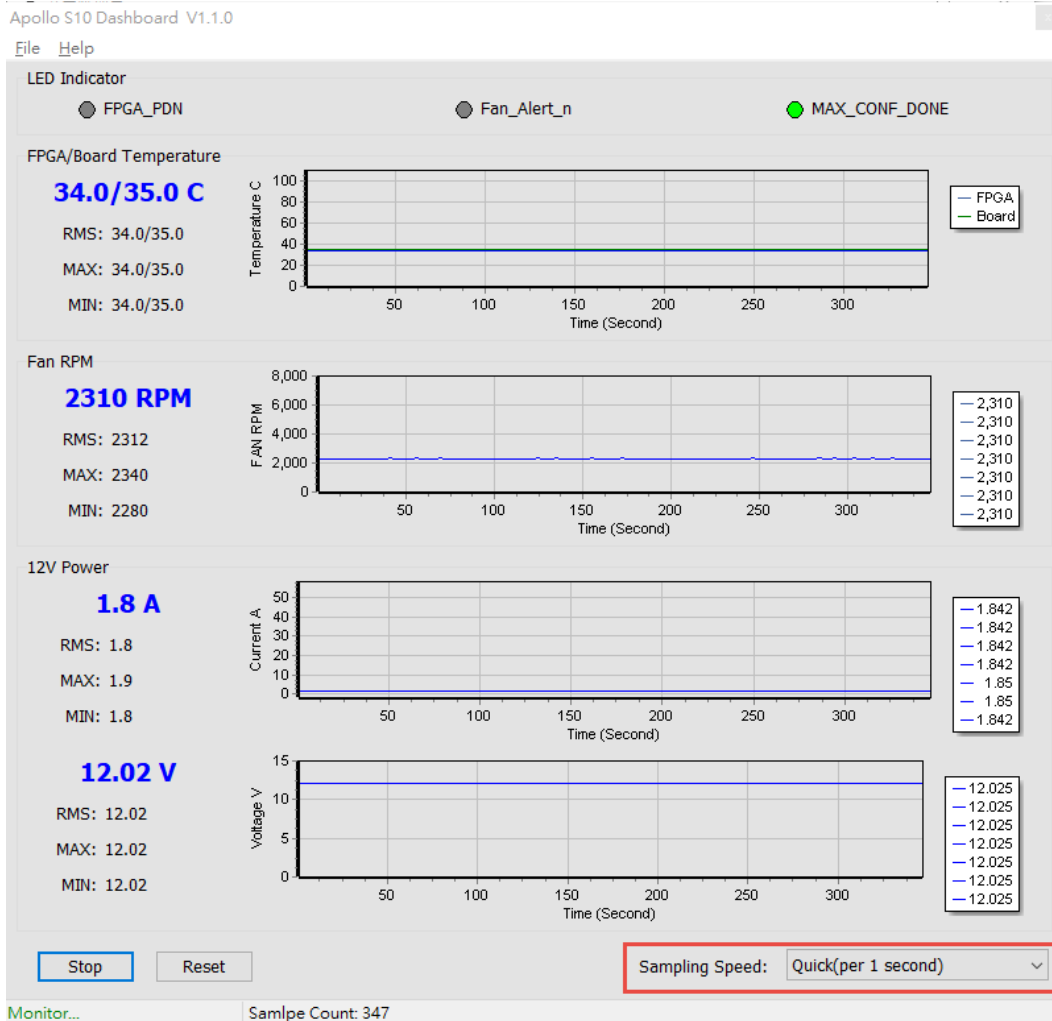 Apollo S10 Dashboard V1.1.0
File Help
LED Indicator
FPGA_PDN Fan_Alert_n MAX_CONF_DONE
FPGA/Board Temperature
34.0/35.0 C
RMS: 34.0/35.0
MAX: 34.0/35.0
MIN: 34.0/35.0
Temperature C
100
80
60
40
20
0
50 100 150 200 250 300
Time (Second)
FPGA
Board
Fan RPM
2310 RPM
RMS: 2312
MAX: 2340
MIN: 2280
FAN RPM
8,000
6,000
4,000
2,000
0
50 100 150 200 250 300
Time (Second)
2,310
2,310
2,310
2,310
2,310
2,310
2,310
12V Power
1.8 A
RMS: 1.8
MAX: 1.9
MIN: 1.8
Current A
50
40
30
20
10
0
50 100 150 200 250 300
Time (Second)
1.842
1.842
1.842
1.842
1.85
1.85
1.842
12.02 V
RMS: 12.02
MAX: 12.02
MIN: 12.02
Voltage V
15
10
5
0
50 100 150 200 250 300
Time (Second)
12.025
12.025
12.025
12.025
12.025
12.025
12.025
Stop Reset Sampling Speed: Quick(per 1 second)
Monitor... Samlpe Count: 347